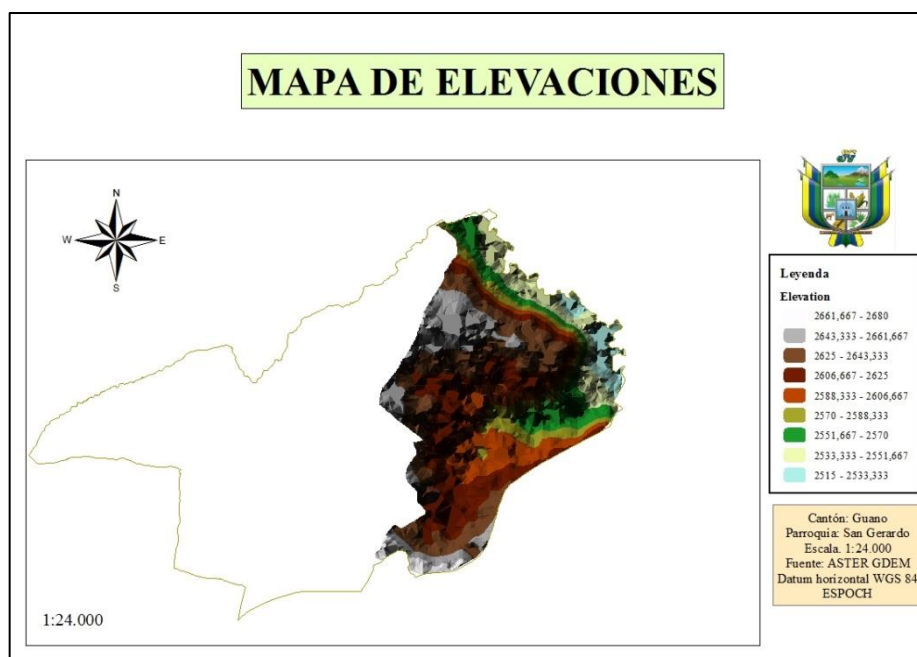 MAPA DE ELEVACIONES
N
W
E
S
Leyenda
Elevation
2661,667 - 2680
2643,333 - 2661,667
2625 - 2643,333
2606,667 - 2625
2588,333 - 2606,667
2570 - 2588,333
2551,667 - 2570
2533,333 - 2551,667
2515 - 2533,333
Cantón: Guano
Parroquia: San Gerardo
Escala. 1:24.000
Fuente: ASTER GDEM
Datum horizontal WGS 84
ESPOCH
1:24.000